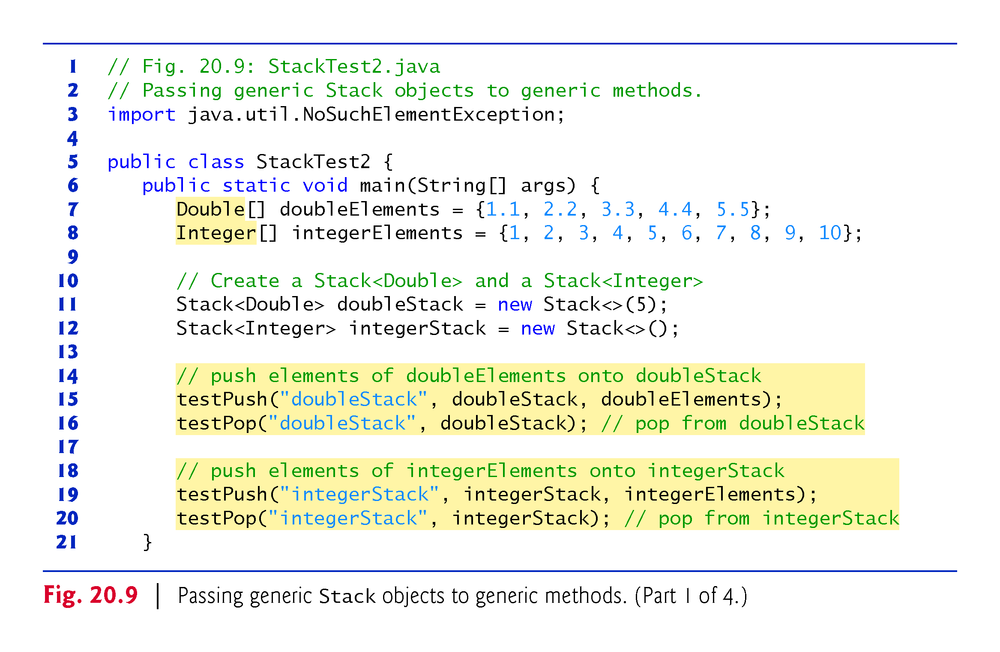 1 // Fig. 20.9: StackTest2.java
2 // Passing generic Stack objects to generic methods.
3 import java.util.NoSuchElementException;
4
5 public class StackTest2 {
6    public static void main(String[] args) {
7       Double[] doubleElements = {1.1, 2.2, 3.3, 4.4, 5.5};
8       Integer[] integerElements = {1, 2, 3, 4, 5, 6, 7, 8, 9, 10};
9
10       // Create a Stack<Double> and a Stack<Integer>
11       Stack<Double> doubleStack = new Stack<>(5);
12       Stack<Integer> integerStack = new Stack<>();
13
14       // push elements of doubleElements onto doubleStack
15       testPush("doubleStack", doubleStack, doubleElements);
16       testPop("doubleStack", doubleStack); // pop from doubleStack
17
18       // push elements of integerElements onto integerStack
19       testPush("integerStack", integerStack, integerElements);
20       testPop("integerStack", integerStack); // pop from integerStack
21    }
Fig. 20.9 | Passing generic Stack objects to generic methods. (Part 1 of 4.)